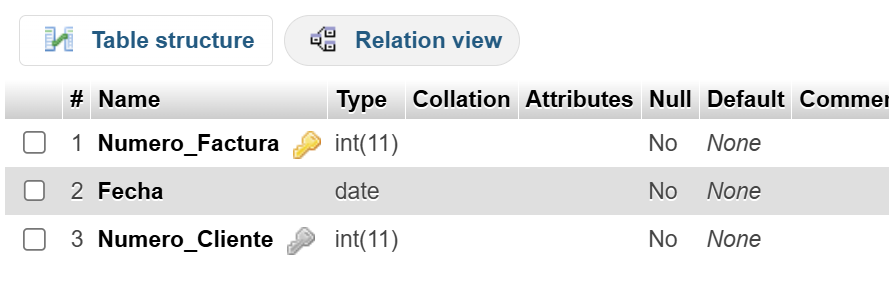 Table structure Relation view
# Name Type Collation Attributes Null Default Commen
1 Numero_Factura int(11) No None
2 Fecha date No None
3 Numero_Cliente int(11) No None